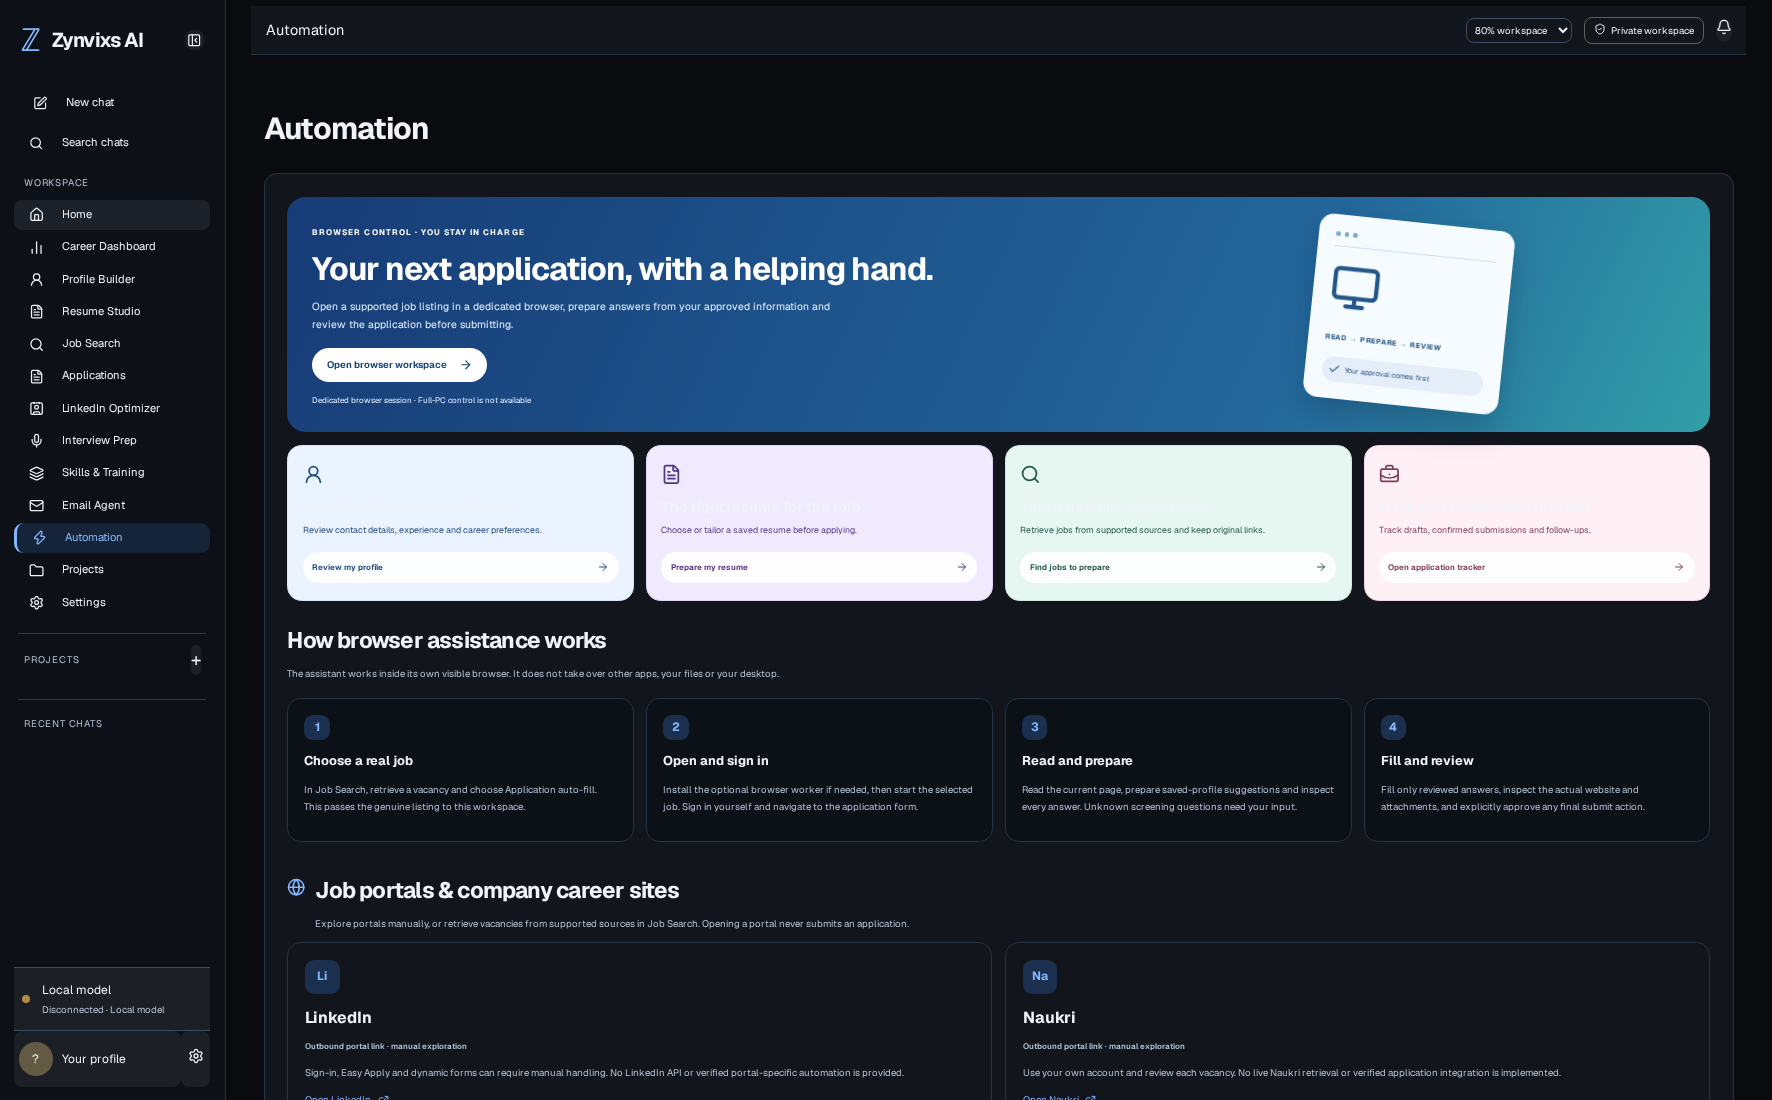 Zynvixs AI
New chat
Search chats
WORKSPACE
Home
Career Dashboard
Profile Builder
Resume Studio
Job Search
Applications
LinkedIn Optimizer
Interview Prep
Skills & Training
Email Agent
Automation
Projects
Settings
PROJECTS
+
RECENT CHATS
Local model
Disconnected · Local model
?
Your profile
Automation
80% workspace
Private workspace
Automation
BROWSER CONTROL · YOU STAY IN CHARGE
Your next application, with a helping hand.
Open a supported job listing in a dedicated browser, prepare answers from your approved information and
review the application before submitting.
Open browser workspace →
Dedicated browser session · Full-PC control is not available
READ → PREPARE → REVIEW
Your approval comes first
Review contact details, experience and career preferences.
Review my profile →
The right resume for the role
Choose or tailor a saved resume before applying.
Prepare my resume →
Retrieve jobs from supported sources and keep original links.
Find jobs to prepare →
Track drafts, confirmed submissions and follow-ups.
Open application tracker →
How browser assistance works
The assistant works inside its own visible browser. It does not take over other apps, your files or your desktop.
1
Choose a real job
In Job Search, retrieve a vacancy and choose Application auto-fill.
This passes the genuine listing to this workspace.
2
Open and sign in
Install the optional browser worker if needed, then start the selected
job. Sign in yourself and navigate to the application form.
3
Read and prepare
Read the current page, prepare saved-profile suggestions and inspect
every answer. Unknown screening questions need your input.
4
Fill and review
Fill only reviewed answers, inspect the actual website and
attachments, and explicitly approve any final submit action.
Job portals & company career sites
Explore portals manually, or retrieve vacancies from supported sources in Job Search. Opening a portal never submits an application.
Li
LinkedIn
Outbound portal link · manual exploration
Sign-in, Easy Apply and dynamic forms can require manual handling. No LinkedIn API or verified portal-specific automation is provided.
Open LinkedIn
Na
Naukri
Outbound portal link · manual exploration
Use your own account and review each vacancy. No live Naukri retrieval or verified application integration is implemented.
Open Naukri